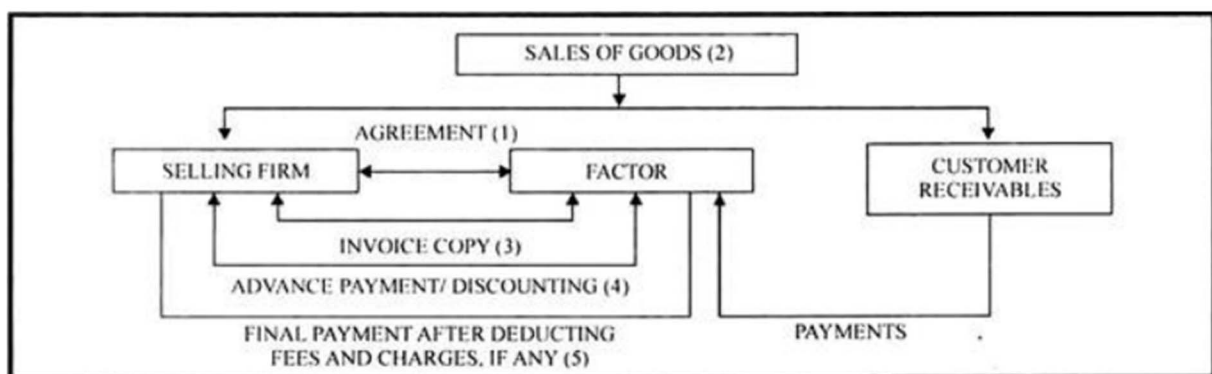 SALES OF GOODS (2)
AGREEMENT (1)
SELLING FIRM
FACTOR
CUSTOMER
RECEIVABLES
INVOICE COPY (3)
ADVANCE PAYMENT/ DISCOUNTING (4)
FINAL PAYMENT AFTER DEDUCTING
FEES AND CHARGES, IF ANY (5)
PAYMENTS